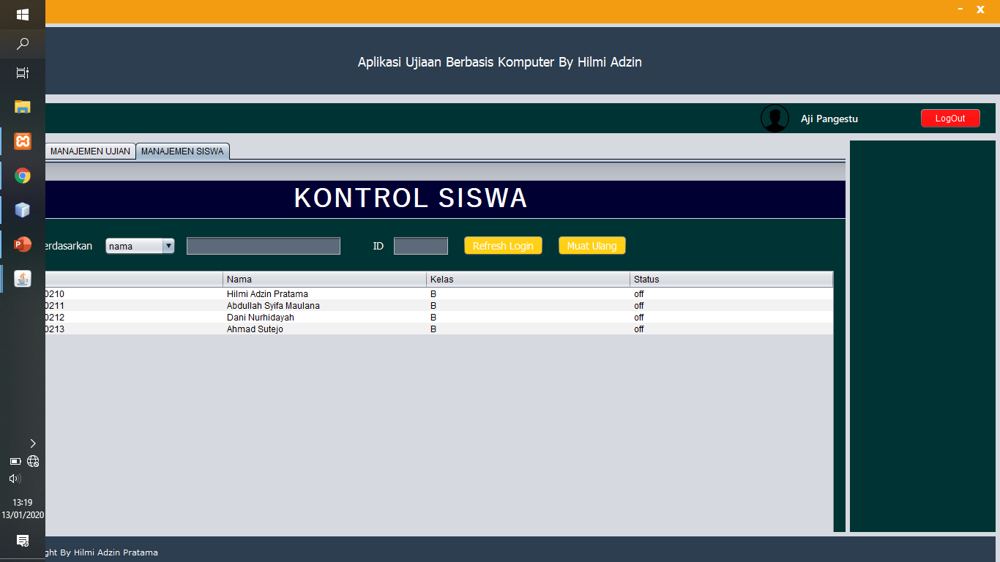 - x
Aplikasi Ujiaan Berbasis Komputer By Hilmi Adzin
Aji Pangestu LogOut
MANAJEMEN UJIAN MANAJEMEN SISWA
KONTROL SISWA
erdasarkan nama ID Refresh Login Muat Ulang
Nama Kelas Status
0210 Hilmi Adzin Pratama B off
0211 Abdullah Syifa Maulana B off
0212 Dani Nurhidayah B off
0213 Ahmad Sutejo B off
13:19
13/01/2020
ght By Hilmi Adzin Pratama